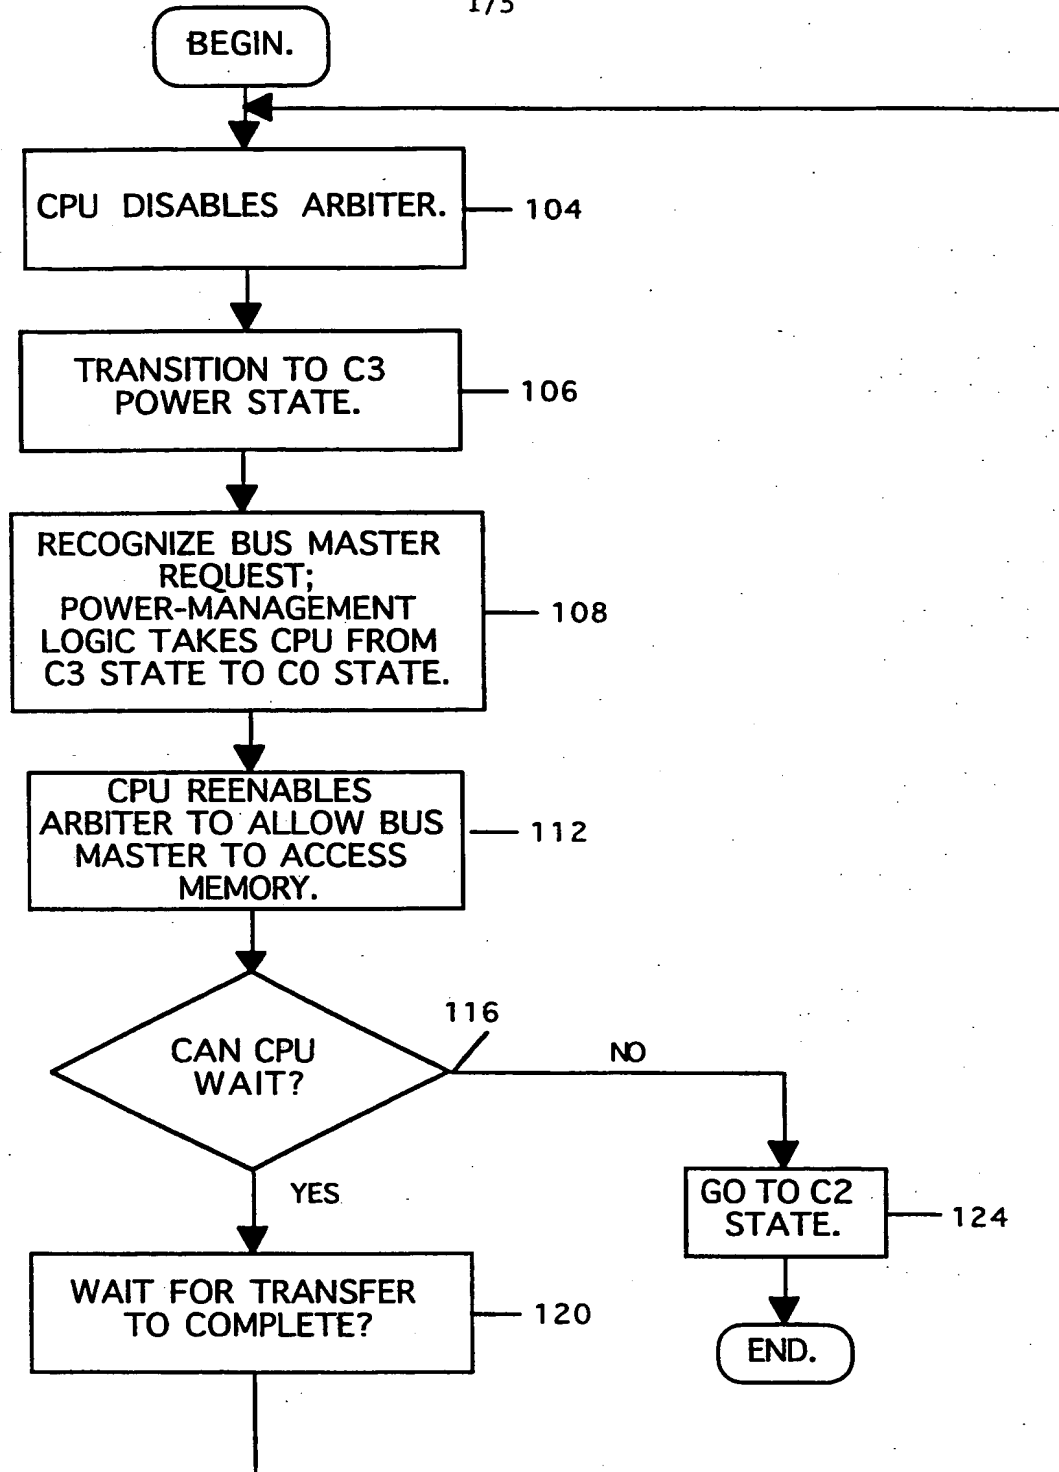 1/5
BEGIN.
CPU DISABLES ARBITER.
104
TRANSITION TO C3
POWER STATE.
106
RECOGNIZE BUS MASTER
REQUEST;
POWER-MANAGEMENT
LOGIC TAKES CPU FROM
C3 STATE TO C0 STATE.
108
CPU REENABLES
ARBITER TO ALLOW BUS
MASTER TO ACCESS
MEMORY.
112
116
CAN CPU
WAIT?
NO
YES
GO TO C2
STATE.
124
WAIT FOR TRANSFER
TO COMPLETE?
120
END.